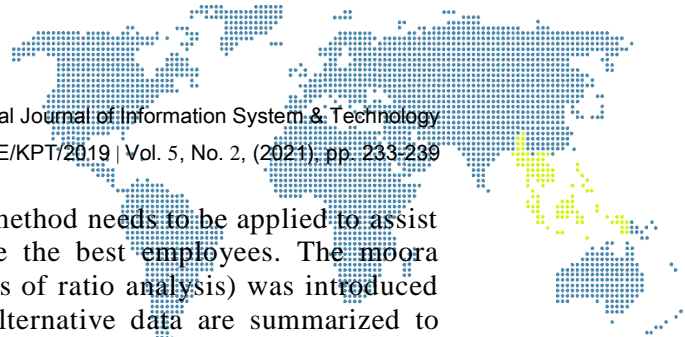 al Journal of Information System & Technology
E/KPT/2019 | Vol. 5, No. 2, (2021), pp. 233-239
method needs to be applied to assist
e the best employees. The moora
s of ratio analysis) was introduced
lternative data are summarized to